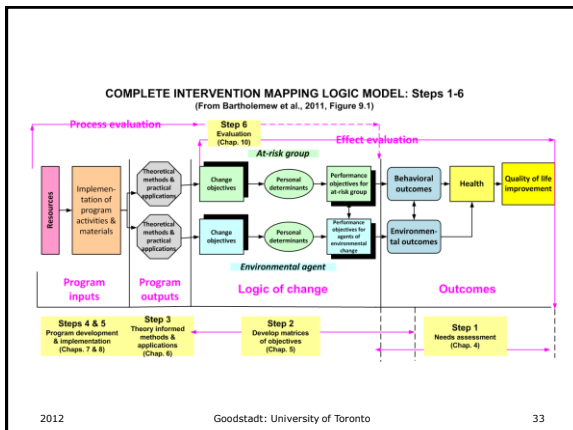 COMPLETE INTERVENTION MAPPING LOGIC MODEL: Steps 1-6
(From Bartholemew et al., 2011, Figure 9.1)
Process evaluation
Step 6
Evaluation
(Chap. 10)
Effect evaluation
At-risk group
Resources
Implemen-
tation of
program
activities &
materials
Theoretical
methods &
practical
applications
Change
objectives
Personal
determinants
Performance
objectives for
at-risk group
Behavioral
outcomes
Health
Quality of life
improvement
Theoretical
methods &
practical
applications
Change
objectives
Personal
determinants
Performance
objectives for
agents of
environmental
change
Environmen-
tal outcomes
Environmental agent
Program
inputs
Program
outputs
Logic of change
Outcomes
Steps 4 & 5
Program development
& implementation
(Chaps. 7 & 8)
Step 3
Theory informed
methods &
applications
(Chap. 6)
Step 2
Develop matrices
of objectives
(Chap. 5)
Step 1
Needs assessment
(Chap. 4)
2012
Goodstadt: University of Toronto
33